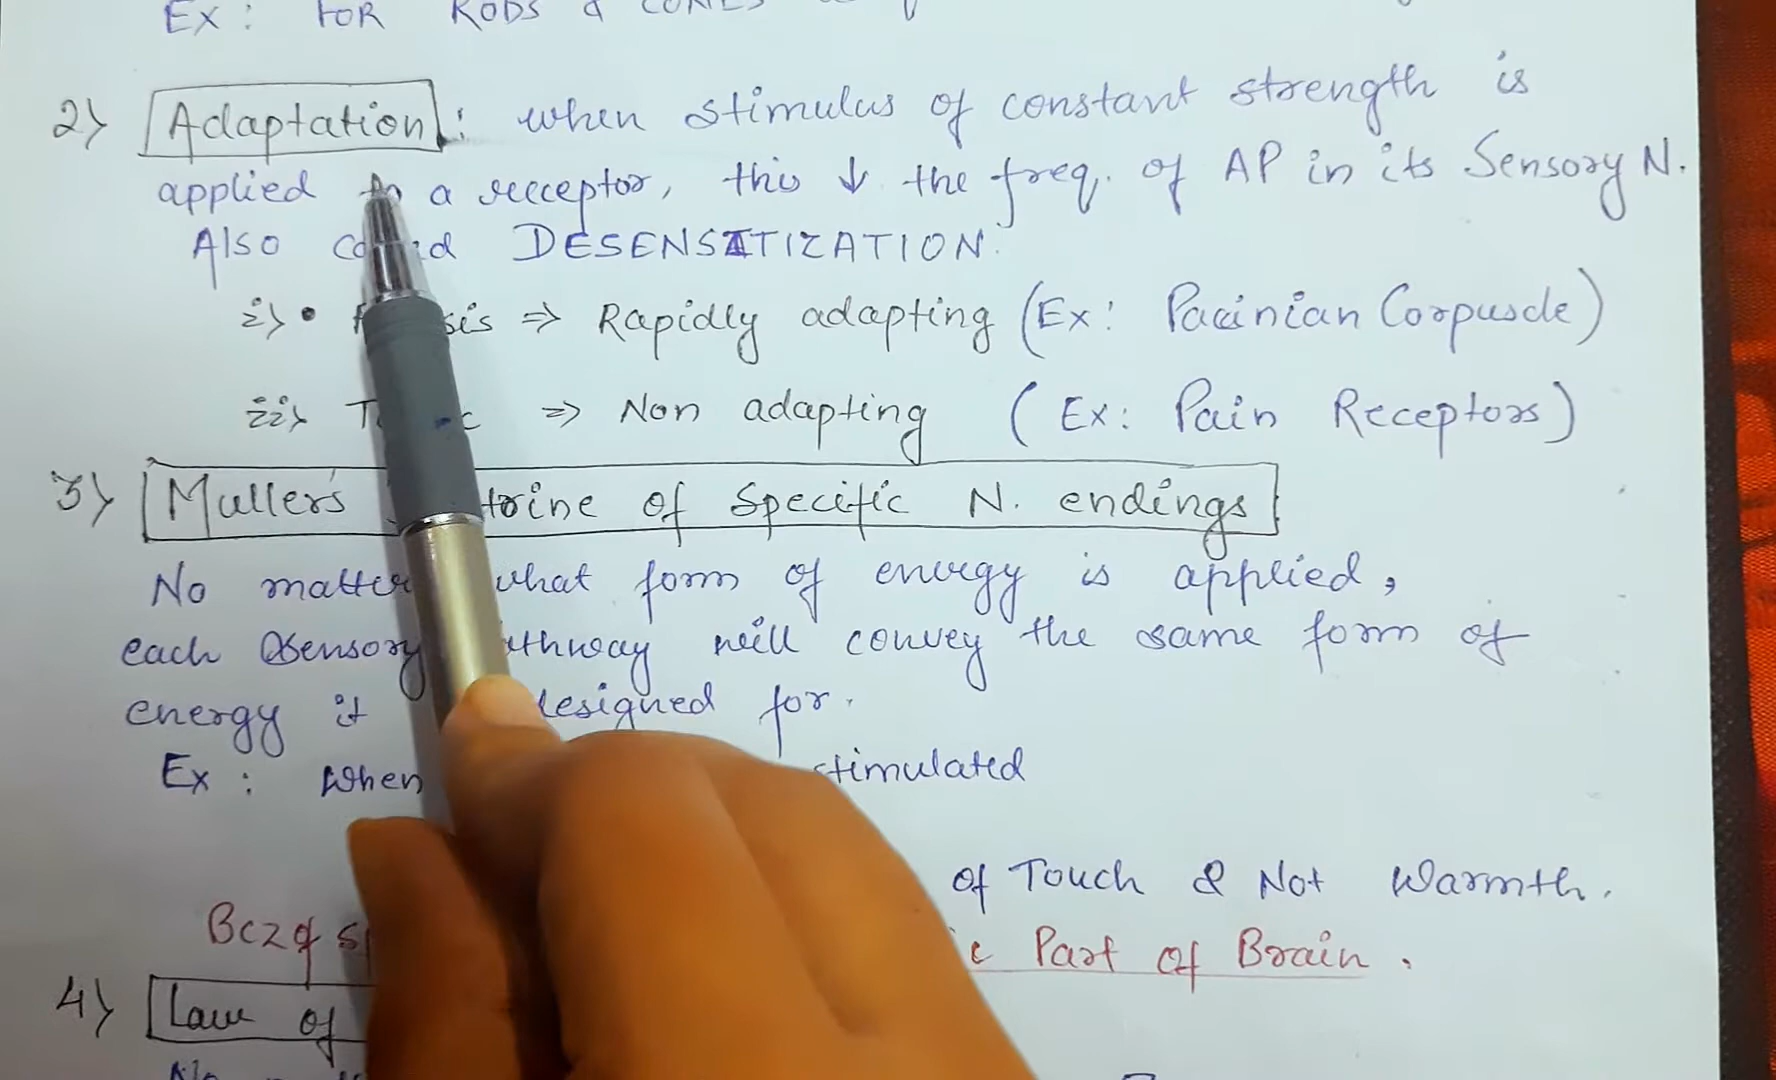 Ex: FOR RODS &
2) Adaptation : when stimulus of constant strength is
applied to a receptor, this ↓ the freq. of AP in its Sensory N.
Also DESENSITIZATION.
i) • => Rapidly adapting (Ex: Pacinian Corpuscle)
ii) => Non adapting (Ex: Pain Receptors)
3) Muller's of Specific N. endings
No matter what form of energy is applied,
each sensory will convey the same form of
energy it designed for.
Ex: When stimulated
of Touch & Not Warmth.
Bcz of Part of Brain.
4) Law of